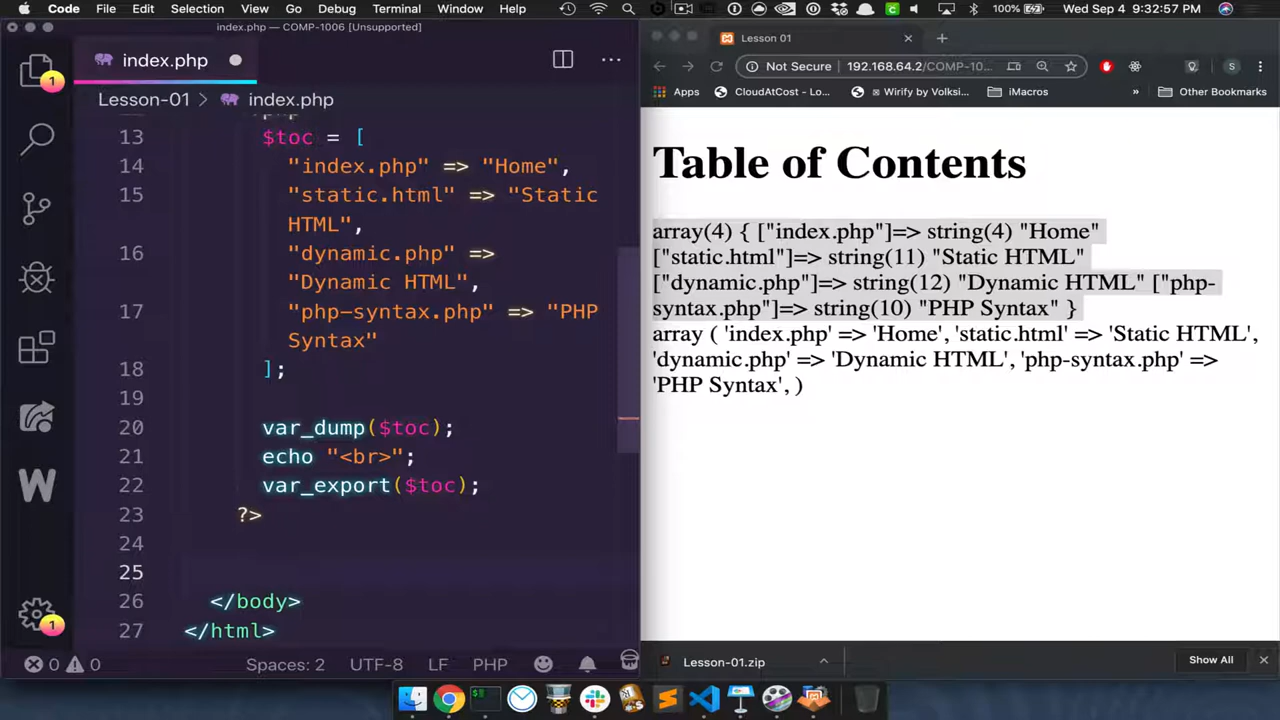 Code File Edit Selection View Go Debug Terminal Window Help 100% Wed Sep 4 9:32:57 PM
index.php — COMP-1006 [Unsupported]
index.php
1
Lesson-01 > index.php
13 $toc = [
14 "index.php" => "Home",
15 "static.html" => "Static
HTML",
16 "dynamic.php" =>
"Dynamic HTML",
17 "php-syntax.php" => "PHP
Syntax"
18 ];
19
20 var_dump($toc);
21 echo "<br>";
22 var_export($toc);
23 ?>
24
25
26 </body>
27 </html>
1
0 0 Spaces: 2 UTF-8 LF PHP
Lesson 01
Not Secure 192.168.64.2/COMP-10... S
Apps CloudAtCost - Lo... Wirify by Volksi... iMacros » Other Bookmarks
Table of Contents
array(4) { ["index.php"]=> string(4) "Home"
["static.html"]=> string(11) "Static HTML"
["dynamic.php"]=> string(12) "Dynamic HTML" ["php-
syntax.php"]=> string(10) "PHP Syntax" }
array ( 'index.php' => 'Home', 'static.html' => 'Static HTML',
'dynamic.php' => 'Dynamic HTML', 'php-syntax.php' =>
'PHP Syntax', )
Lesson-01.zip Show All